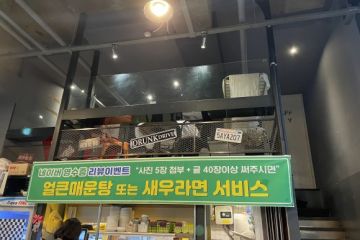 DRUNK DRIVE
5AYA207
네이버 영수증 리뷰이벤트 "사진 5장 첨부 + 글 40장이상 써주시면"
얼큰매운탕 또는 새우라면 서비스